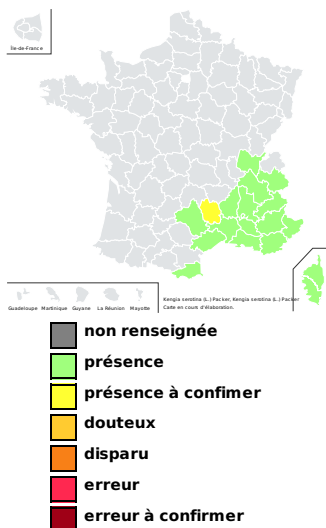 Île-de-France
Guadeloupe Martinique Guyane La Réunion Mayotte
Kengia serotina (L.) Packer, Kengia serotina (L.) Packer
Carte en cours d'élaboration.
non renseignée
présence
présence à confimer
douteux
disparu
erreur
erreur à confirmer